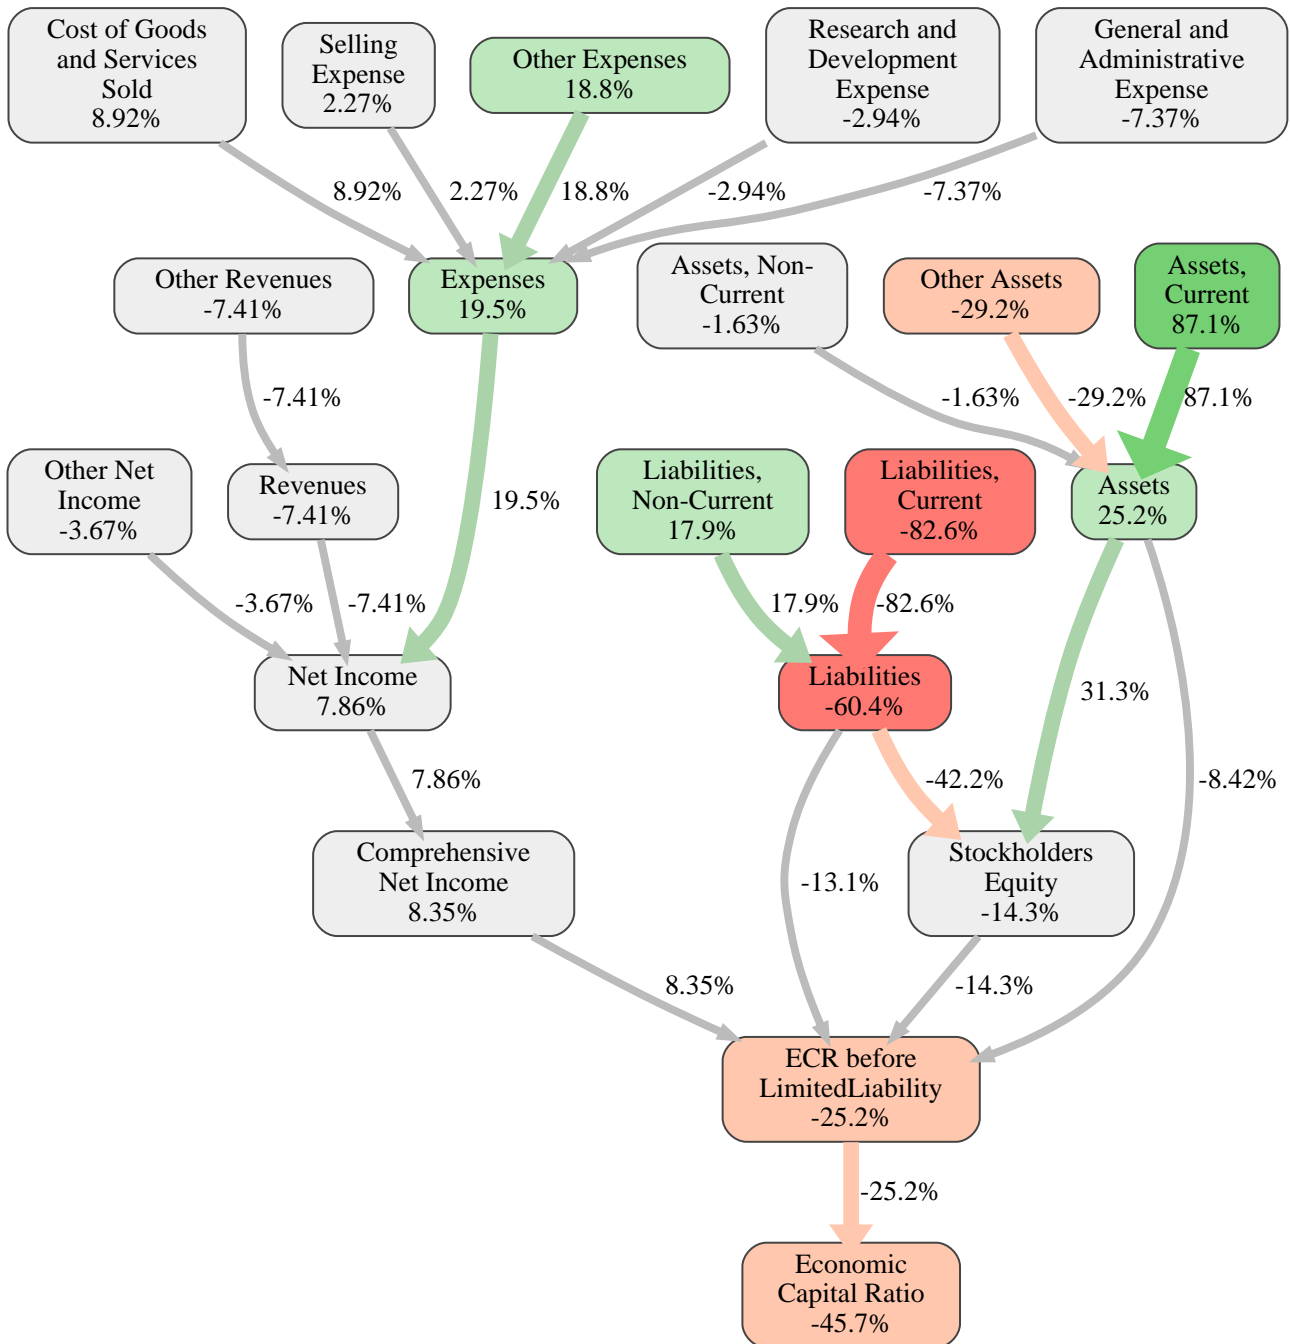 Cost of Goods
and Services
Sold
8.92%
Selling
Expense
2.27%
Other Expenses
18.8%
Research and
Development
Expense
-2.94%
General and
Administrative
Expense
-7.37%
8.92%
2.27%
18.8%
-2.94%
-7.37%
Other Revenues
-7.41%
Expenses
19.5%
Assets, Non-
Current
-1.63%
Other Assets
-29.2%
Assets,
Current
87.1%
-7.41%
-1.63%
-29.2%
87.1%
Other Net
Income
-3.67%
Revenues
-7.41%
19.5%
Liabilities,
Non-Current
17.9%
Liabilities,
Current
-82.6%
Assets
25.2%
-3.67%
-7.41%
17.9%
-82.6%
Net Income
7.86%
Liabilities
-60.4%
31.3%
7.86%
-42.2%
-8.42%
Comprehensive
Net Income
8.35%
-13.1%
Stockholders
Equity
-14.3%
8.35%
-14.3%
ECR before
LimitedLiability
-25.2%
-25.2%
Economic
Capital Ratio
-45.7%